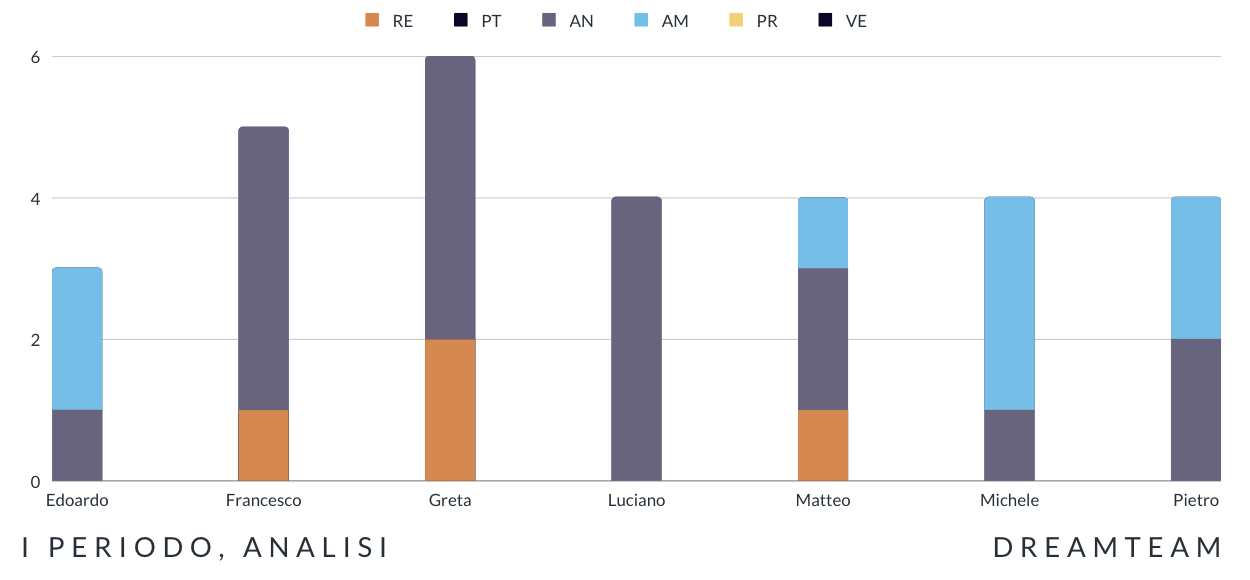 RE PT AN AM PR VE
6
4
2
0
Edoardo Francesco Greta Luciano Matteo Michele Pietro
I PERIODO, ANALISI DREAMTEAM